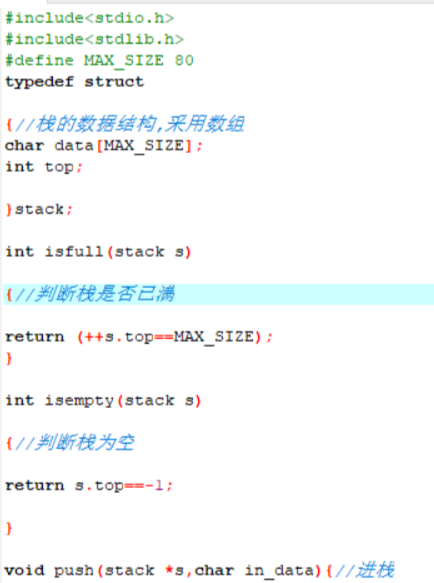 #include<stdio.h>
#include<stdlib.h>
#define MAX_SIZE 80
typedef struct
{//栈的数据结构,采用数组
char data[MAX_SIZE];
int top;
}stack;
int isfull(stack s)
{//判断栈是否已满
return (++s.top==MAX_SIZE);
}
int isempty(stack s)
{//判断栈为空
return s.top==-1;
}
void push(stack *s,char in_data){//进栈